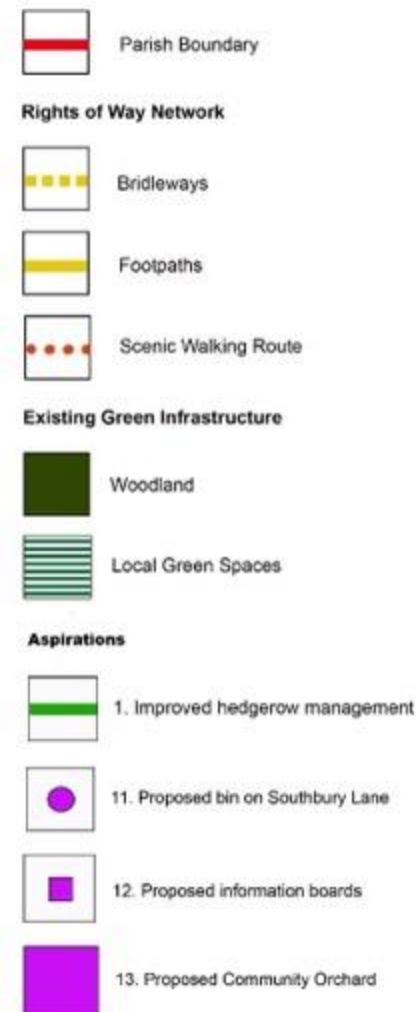 Parish Boundary
Rights of Way Network
Bridleways
Footpaths
Scenic Walking Route
Existing Green Infrastructure
Woodland
Local Green Spaces
Aspirations
1. Improved hedgerow management
11. Proposed bin on Southbury Lane
12. Proposed information boards
13. Proposed Community Orchard